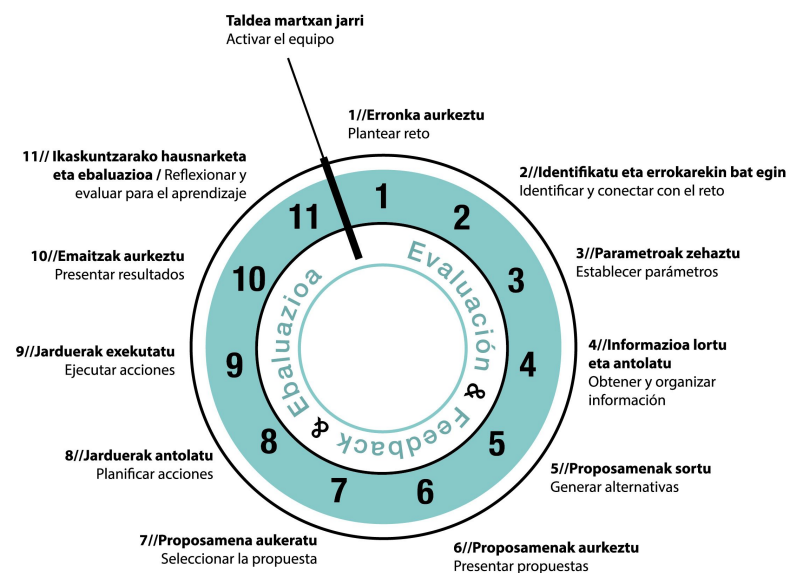 Taldea martxan jarri
Activar el equipo
1//Erronka aurkeztu
Plantear reto
2//Identifikatu eta errokarekin bat egin
Identificar y conectar con el reto
3//Parametroak zehaztu
Establecer parámetros
4//Informazioa lortu
eta antolatu
Obtener y organizar
información
5//Proposamenak sortu
Generar alternativas
6//Proposamenak aurkeztu
Presentar propuestas
7//Proposamena aukeratu
Seleccionar la propuesta
8//Jarduerak antolatu
Planificar acciones
9//Jarduerak exekutatu
Ejecutar acciones
10//Emaitzak aurkeztu
Presentar resultados
11// Ikaskuntzarako hausnarketa
eta ebaluazioa / Reflexionar y
evaluar para el aprendizaje
1
2
3
4
5
6
7
8
9
10
11
Evaluación & Feedback & Ebaluazioa